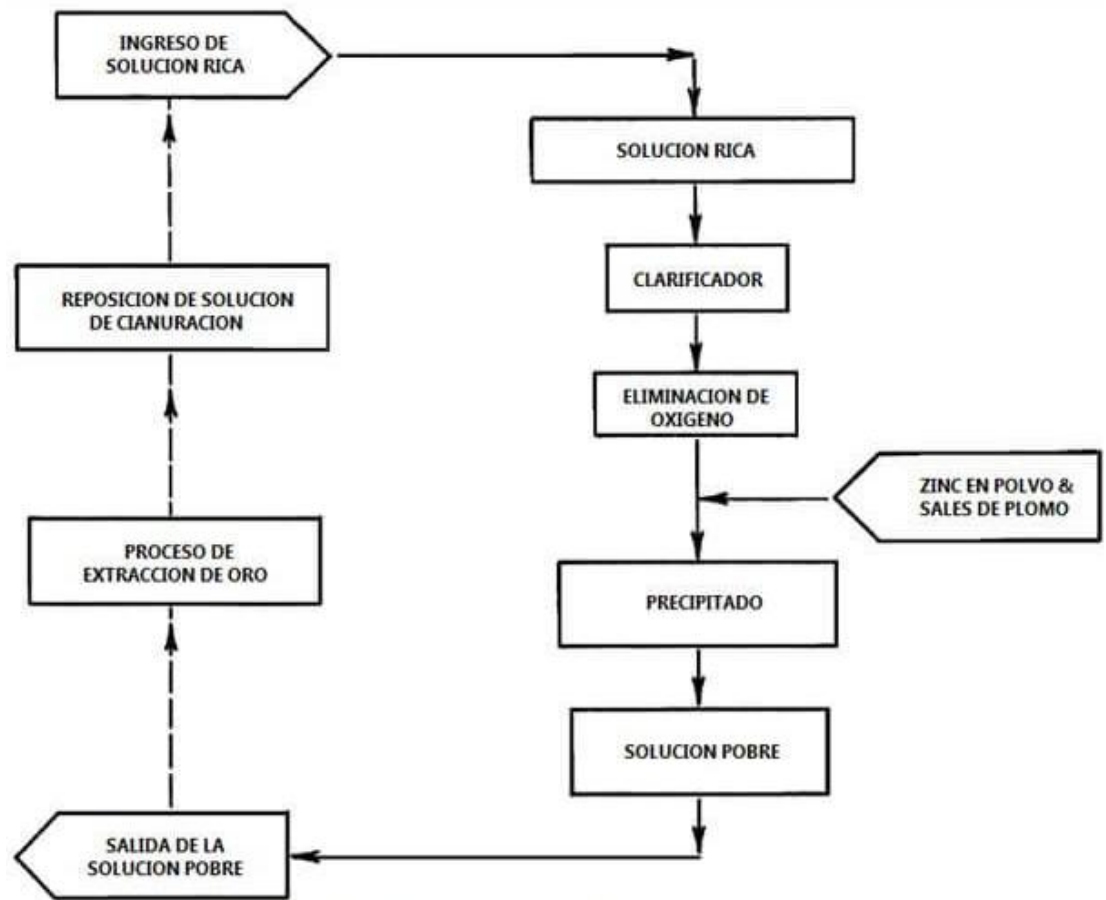 INGRESO DE
SOLUCION RICA
SOLUCION RICA
CLARIFICADOR
ELIMINACION DE
OXIGENO
ZINC EN POLVO &
SALES DE PLOMO
PRECIPITADO
SOLUCION POBRE
SALIDA DE LA
SOLUCION POBRE
PROCESO DE
EXTRACCION DE ORO
REPOSICION DE SOLUCION
DE CIANURACION